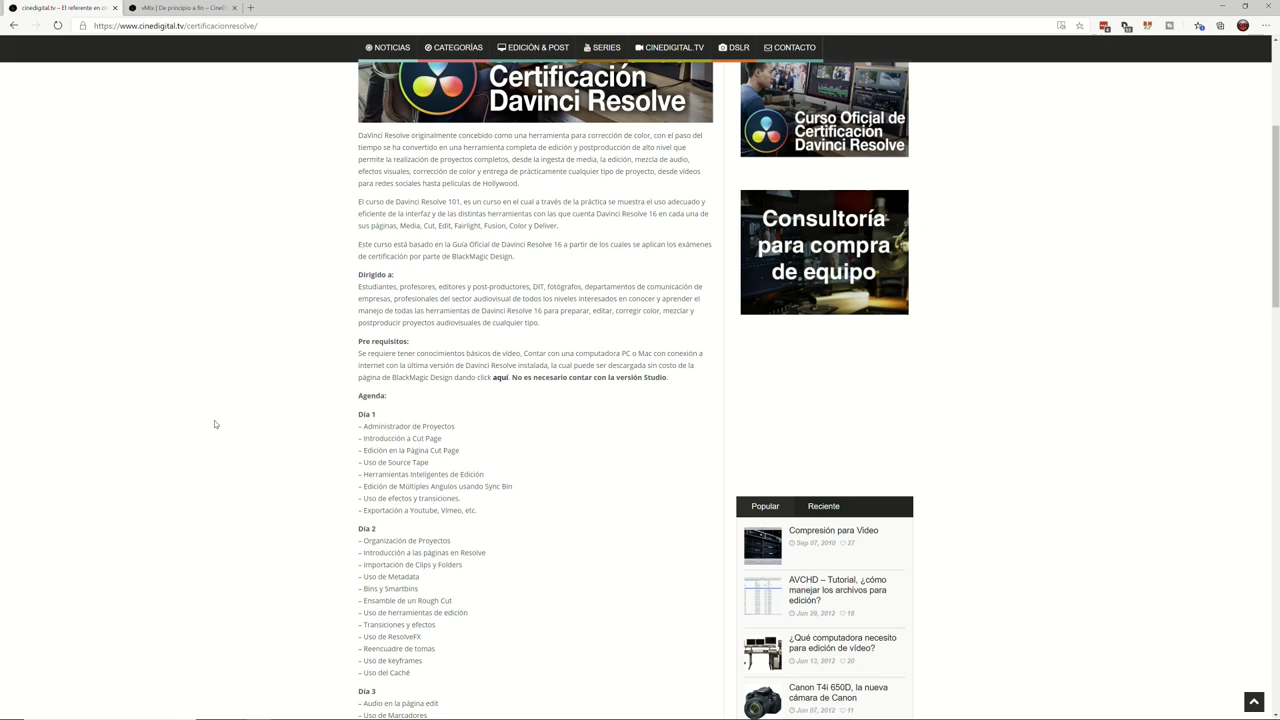 cinedigital.tv – El referente en ci
vMix | De principio a fin – CineD
https://www.cinedigital.tv/certificacionresolve/
NOTICIAS
CATEGORÍAS
EDICIÓN & POST
SERIES
CINEDIGITAL.TV
DSLR
CONTACTO
Certificación
Davinci Resolve
DaVinci Resolve originalmente concebido como una herramienta para corrección de color, con el paso del
tiempo se ha convertido en una herramienta completa de edición y postproducción de alto nivel que
permite la realización de proyectos completos, desde la ingesta de media, la edición, mezcla de audio,
efectos visuales, corrección de color y entrega de prácticamente cualquier tipo de proyecto, desde vídeos
para redes sociales hasta películas de Hollywood.
El curso de Davinci Resolve 101, es un curso en el cual a través de la práctica se muestra el uso adecuado y
eficiente de la interfaz y de las distintas herramientas con las que cuenta Davinci Resolve 16 en cada una de
sus páginas, Media, Cut, Edit, Fairlight, Fusion, Color y Deliver.
Este curso está basado en la Guía Oficial de Davinci Resolve 16 a partir de los cuales se aplican los exámenes
de certificación por parte de BlackMagic Design.
Dirigido a:
Estudiantes, profesores, editores y post-productores, DIT, fotógrafos, departamentos de comunicación de
empresas, profesionales del sector audiovisual de todos los niveles interesados en conocer y aprender el
manejo de todas las herramientas de Davinci Resolve 16 para preparar, editar, corregir color, mezclar y
postproducir proyectos audiovisuales de cualquier tipo.
Pre requisitos:
Se requiere tener conocimientos básicos de vídeo, Contar con una computadora PC o Mac con conexión a
internet con la última versión de Davinci Resolve instalada, la cual puede ser descargada sin costo de la
página de BlackMagic Design dando click aquí. No es necesario contar con la versión Studio.
Agenda:
Día 1
– Administrador de Proyectos
– Introducción a Cut Page
– Edición en la Página Cut Page
– Uso de Source Tape
– Herramientas Inteligentes de Edición
– Edición de Múltiples Angulos usando Sync Bin
– Uso de efectos y transiciones.
– Exportación a Youtube, Vimeo, etc.
Día 2
– Organización de Proyectos
– Introducción a las páginas en Resolve
– Importación de Clips y Folders
– Uso de Metadata
– Bins y Smartbins
– Ensamble de un Rough Cut
– Uso de herramientas de edición
– Transiciones y efectos
– Uso de ResolveFX
– Reencuadre de tomas
– Uso de keyframes
– Uso del Caché
Día 3
– Audio en la página edit
– Uso de Marcadores
Curso Oficial de
Certificación
Davinci Resolve
Consultoría
para compra
de equipo
Popular
Reciente
Compresión para Video
Sep 07, 2010 27
AVCHD – Tutorial, ¿cómo
manejar los archivos para
edición?
Jun 29, 2012 18
¿Qué computadora necesito
para edición de vídeo?
Jun 13, 2012 20
Canon T4i 650D, la nueva
cámara de Canon
Jun 07, 2012 11